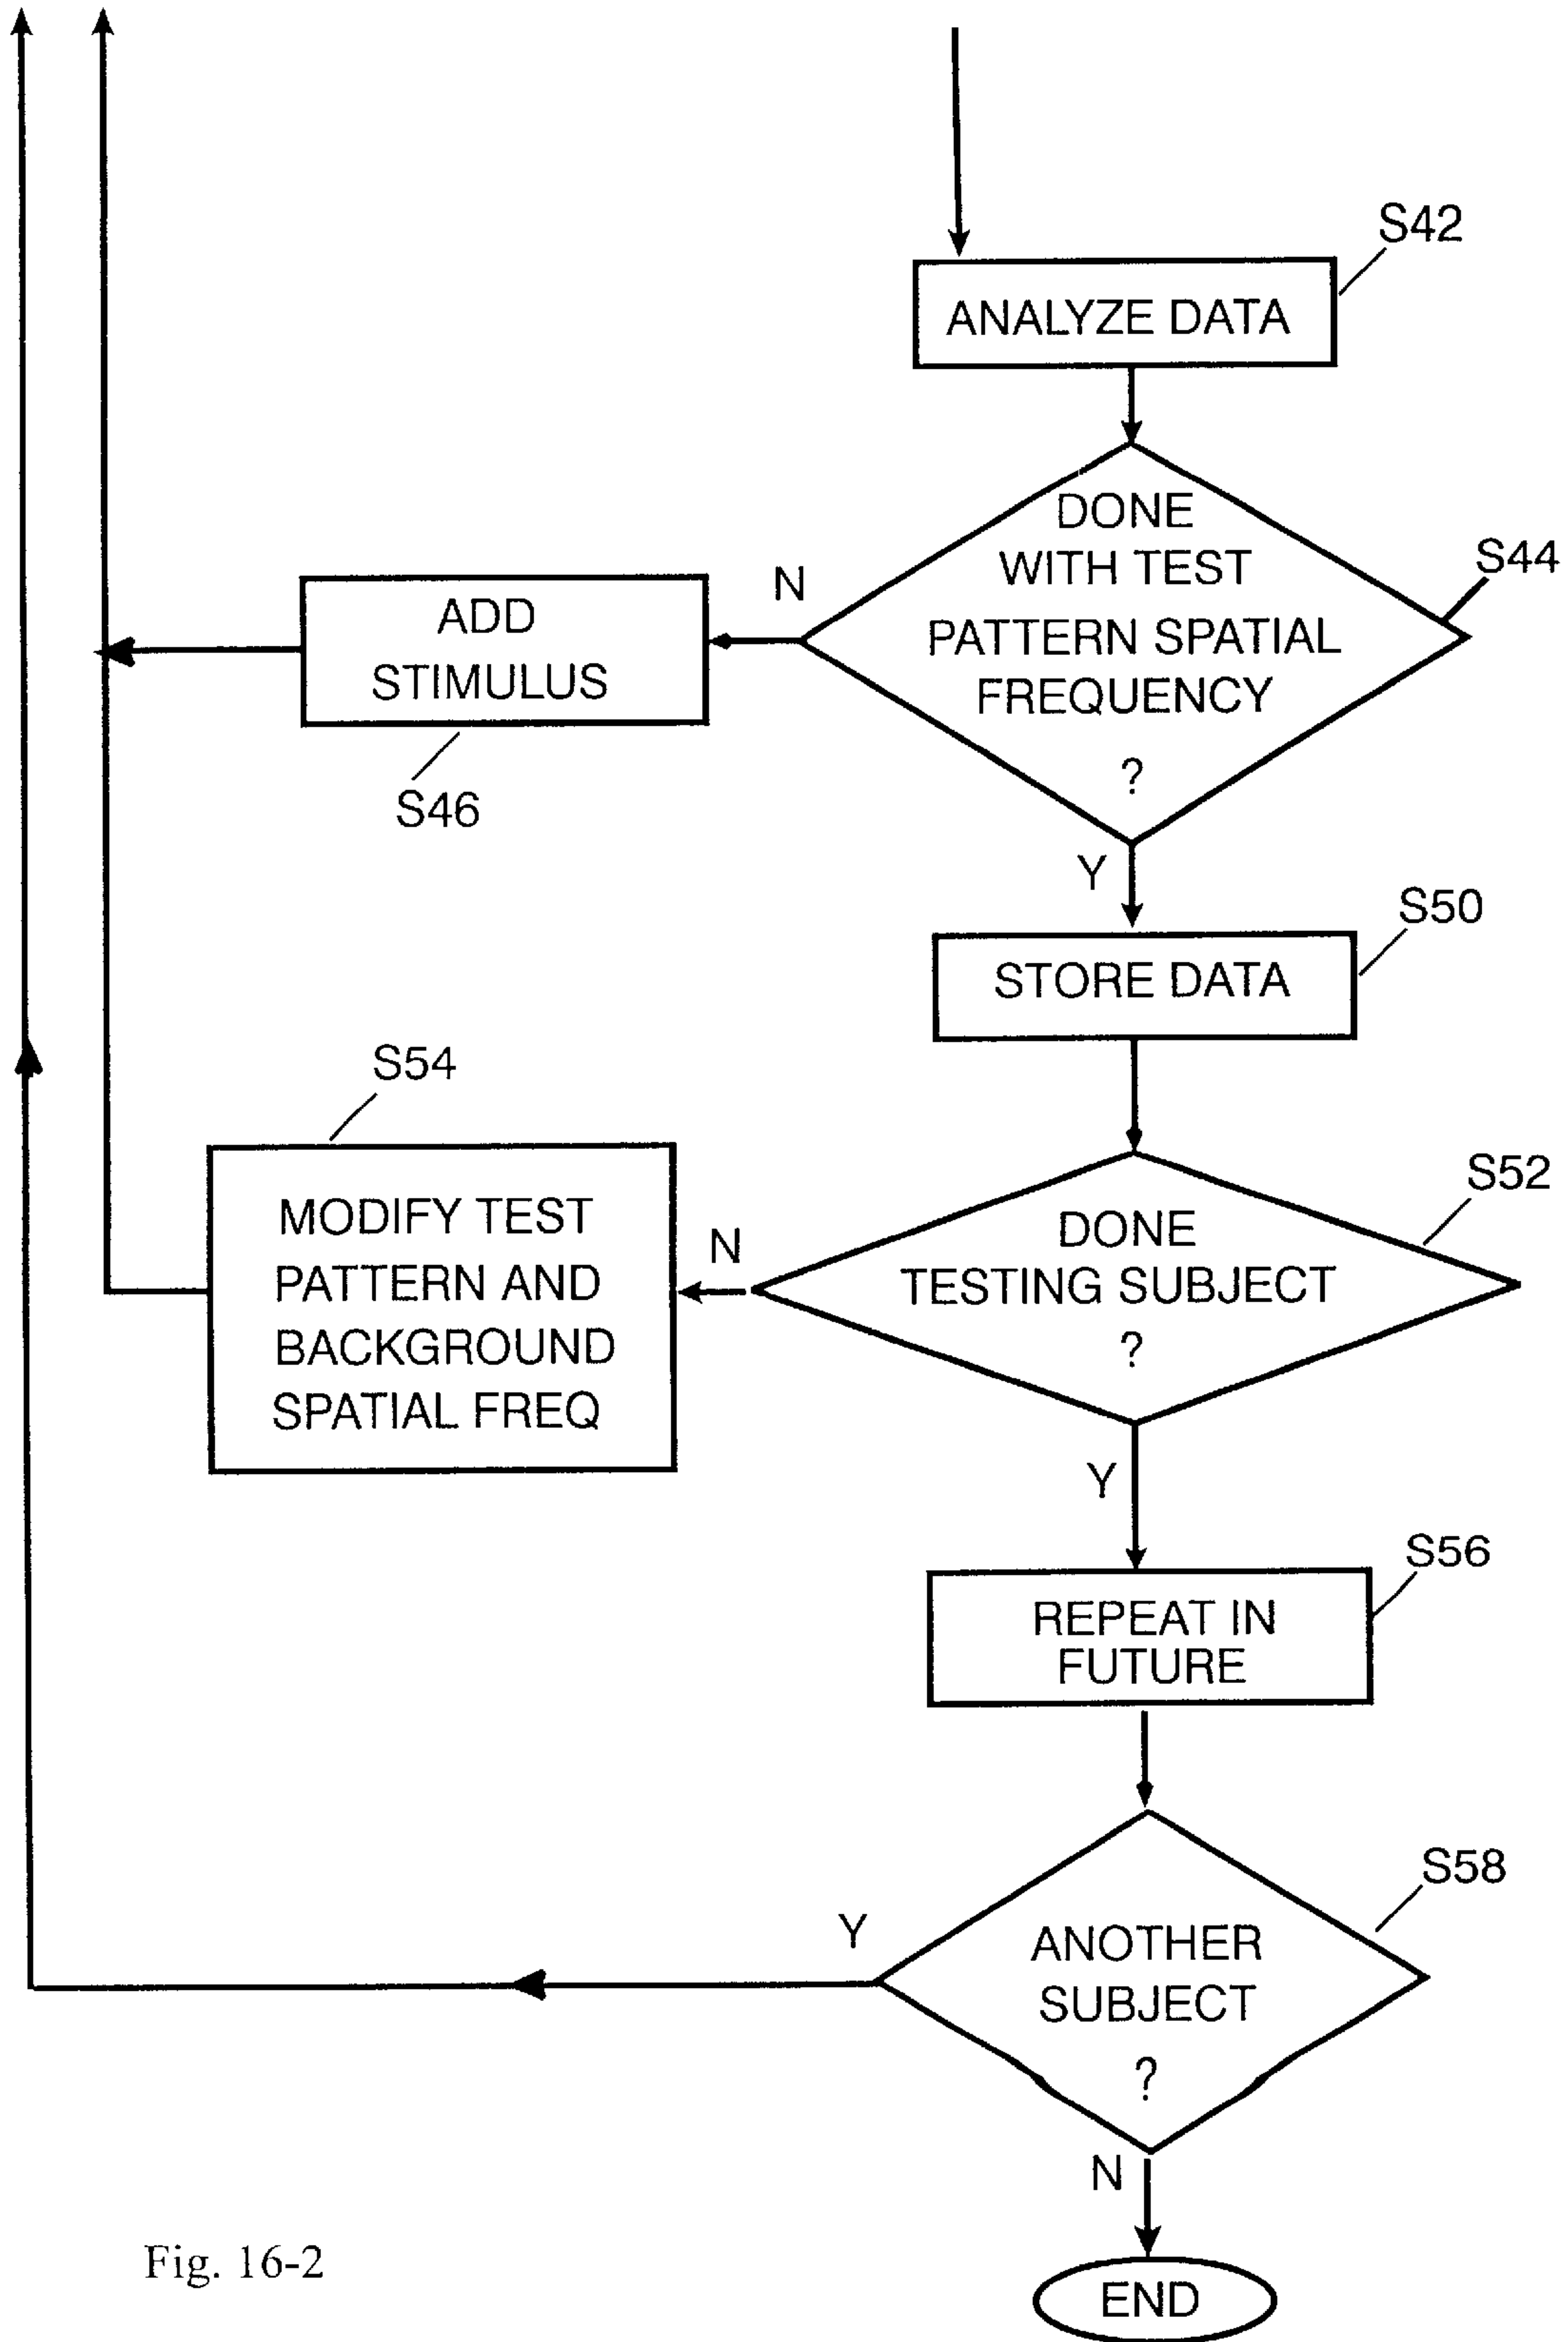 S42
ANALYZE DATA
DONE
WITH TEST
PATTERN SPATIAL
FREQUENCY
?
S44
N
ADD
STIMULUS
S46
Y
S50
STORE DATA
S54
MODIFY TEST
PATTERN AND
BACKGROUND
SPATIAL FREQ
N
S52
DONE
TESTING SUBJECT
?
Y
S56
REPEAT IN
FUTURE
S58
Y
ANOTHER
SUBJECT
?
N
END
Fig. 16-2